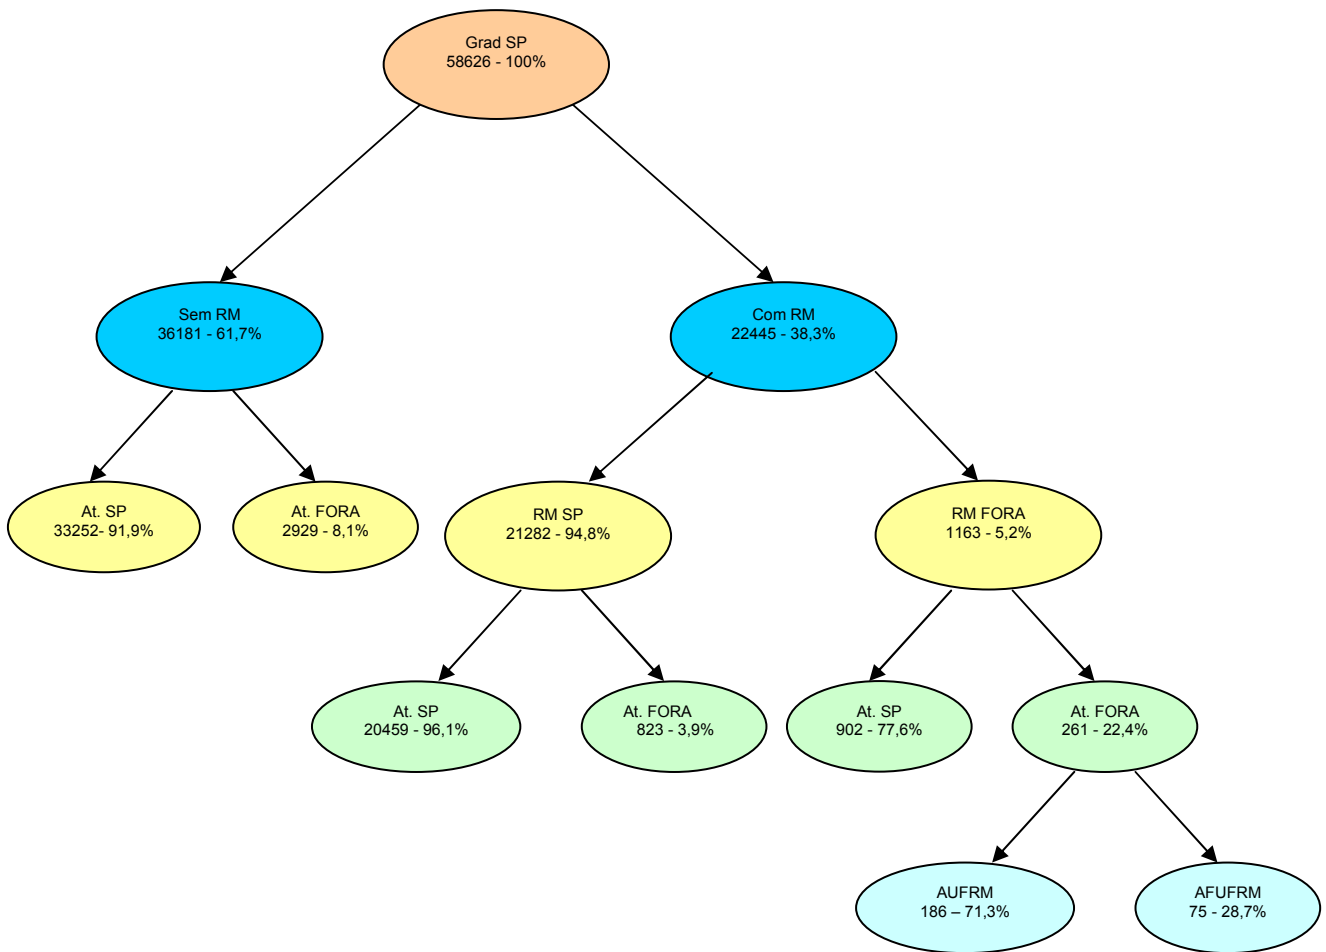 Grad SP
58626 - 100%
Sem RM
36181 - 61,7%
Com RM
22445 - 38,3%
At. SP
33252- 91,9%
At. FORA
2929 - 8,1%
RM SP
21282 - 94,8%
RM FORA
1163 - 5,2%
At. SP
20459 - 96,1%
At. FORA
823 - 3,9%
At. SP
902 - 77,6%
At. FORA
261 - 22,4%
AUFRM
186 – 71,3%
AFUFRM
75 - 28,7%